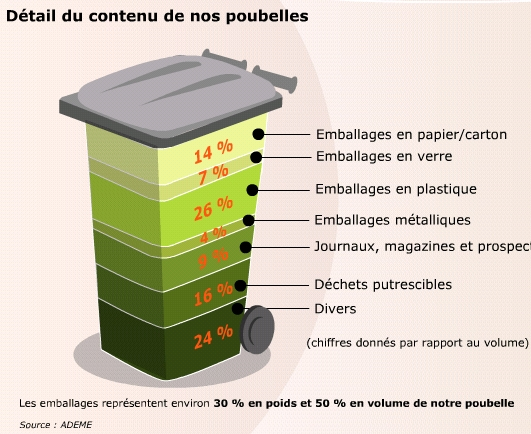 Détail du contenu de nos poubelles
14 %
Emballages en papier/carton
7 %
Emballages en verre
26 %
Emballages en plastique
4 %
Emballages métalliques
9 %
Journaux, magazines et prospect
16 %
Déchets putrescibles
24 %
Divers
(chiffres donnés par rapport au volume)
Les emballages représentent environ 30 % en poids et 50 % en volume de notre poubelle
Source : ADEME